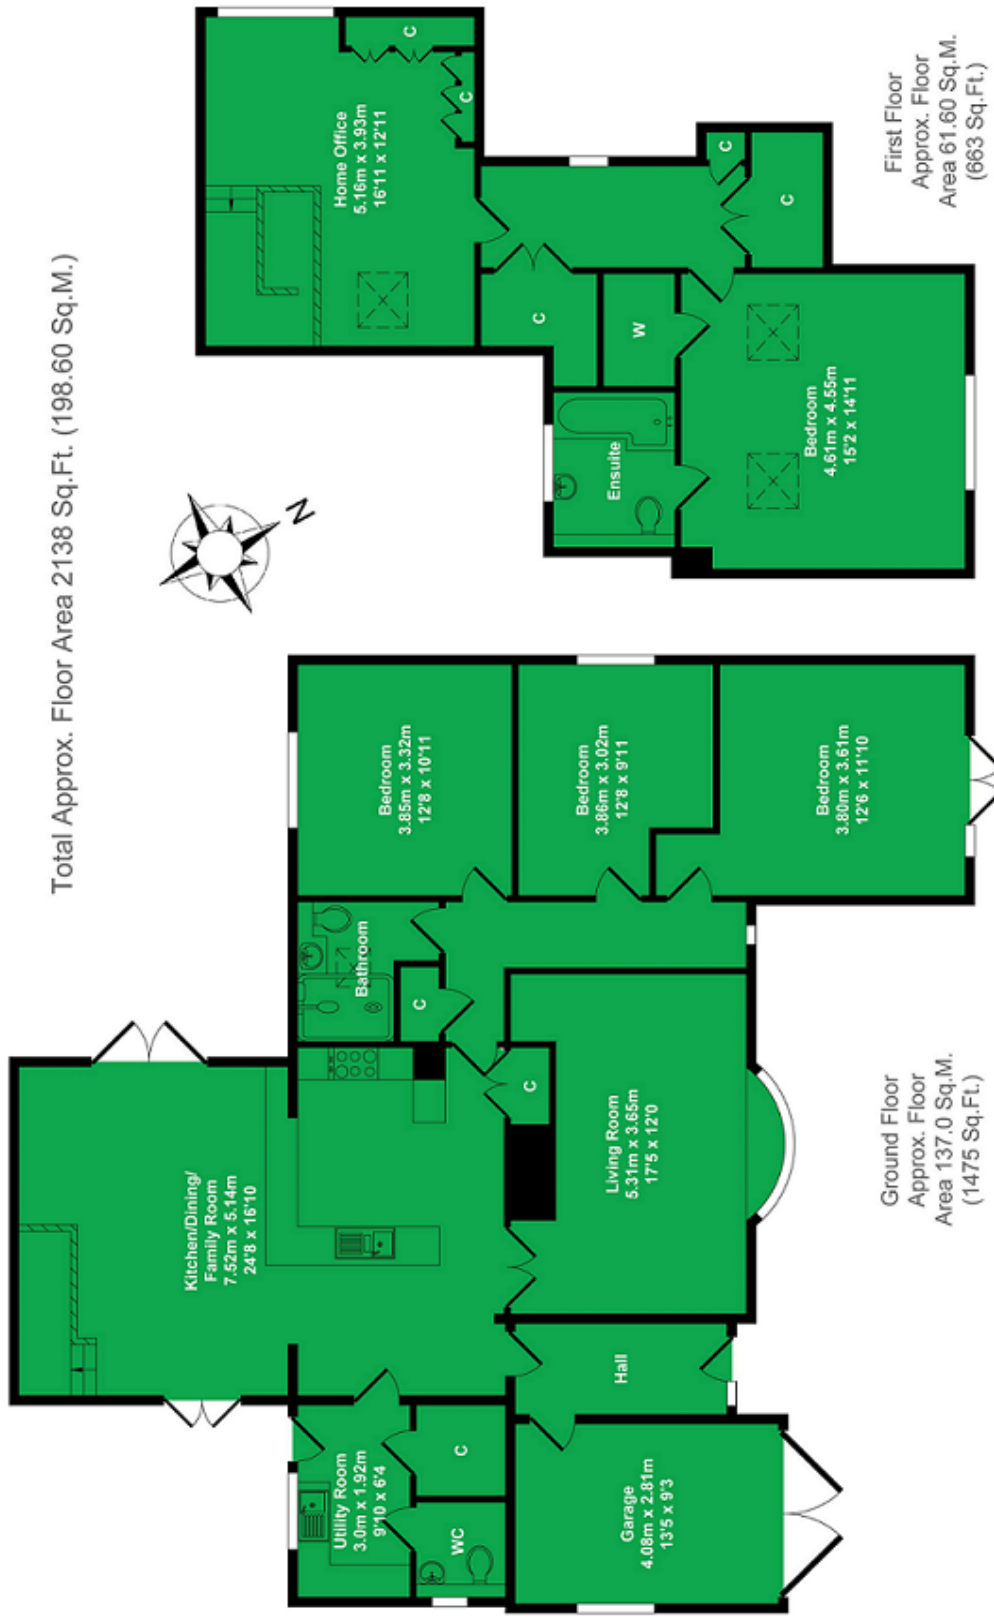 Total Approx. Floor Area 2138 Sq.Ft. (198.60 Sq.M.)
N
Kitchen/Dining/
Family Room
7.52m x 5.14m
24'8 x 16'10
Utility Room
3.0m x 1.92m
9'10 x 6'4
C
WC
Garage
4.08m x 2.81m
13'5 x 9'3
Hall
Living Room
5.31m x 3.65m
17'5 x 12'0
C
C
Bathroom
Bedroom
3.85m x 3.32m
12'8 x 10'11
Bedroom
3.86m x 3.02m
12'8 x 9'11
Bedroom
3.80m x 3.61m
12'6 x 11'10
Ground Floor
Approx. Floor
Area 137.0 Sq.M.
(1475 Sq.Ft.)
Home Office
5.16m x 3.93m
16'11 x 12'11
C
C
C
W
Ensuite
C
C
Bedroom
4.61m x 4.55m
15'2 x 14'11
First Floor
Approx. Floor
Area 61.60 Sq.M.
(663 Sq.Ft.)